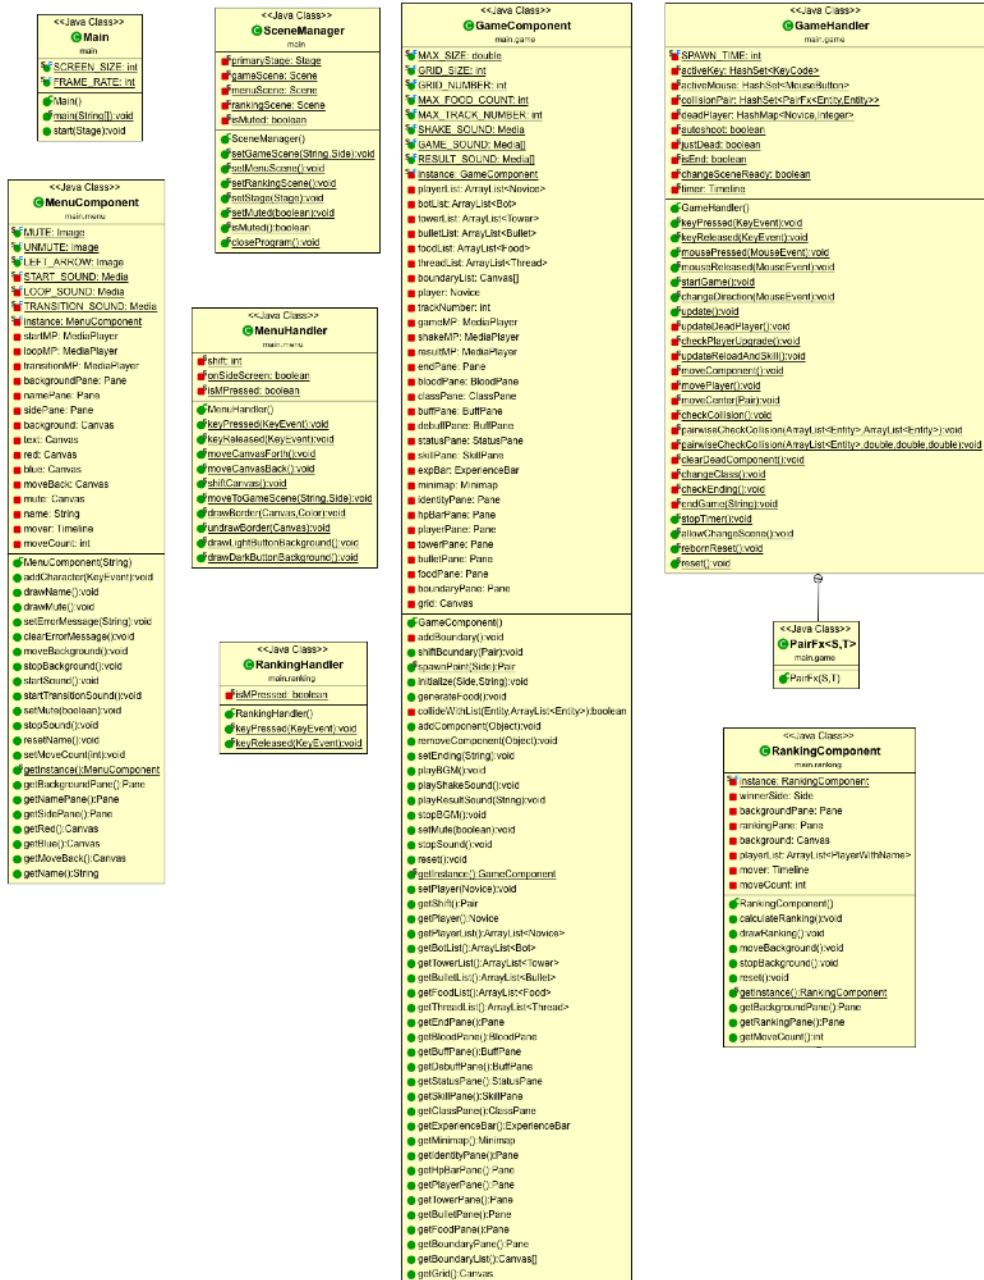 <<Java Class>>
Main
main
SCREEN_SIZE: int
FRAME_RATE: int
Main()
main(String[]):void
start(Stage):void
<<Java Class>>
SceneManager
main
primaryStage: Stage
gameScene: Scene
menuScene: Scene
rankingScene: Scene
isMuted: boolean
SceneManager()
setGameScene(String,Side):void
setMenuScene():void
setRankingScene():void
setStage(Stage):void
setMuted(boolean):void
isMuted():boolean
closeProgram():void
<<Java Class>>
GameComponent
main.game
MAX_SIZE: double
GRID_SIZE: int
GRID_NUMBER: int
MAX_FOOD_COUNT: int
MAX_TRACK_NUMBER: int
SHAKE_SOUND: Media
GAME_SOUND: Media[]
RESULT_SOUND: Media[]
instance: GameComponent
playerList: ArrayList<Novice>
botList: ArrayList<Bot>
towerList: ArrayList<Tower>
bulletList: ArrayList<Bullet>
foodList: ArrayList<Food>
threadList: ArrayList<Thread>
boundaryList: Canvas[]
player: Novice
trackNumber: int
gameMP: MediaPlayer
shakeMP: MediaPlayer
resultMP: MediaPlayer
endPane: Pane
bloodPane: BloodPane
classPane: ClassPane
buffPane: BuffPane
debuffPane: BuffPane
statusPane: StatusPane
skillPane: SkillPane
expBar: ExperienceBar
minimap: Minimap
identityPane: Pane
hpBarPane: Pane
playerPane: Pane
towerPane: Pane
bulletPane: Pane
foodPane: Pane
boundaryPane: Pane
grid: Canvas
GameComponent()
addBoundary():void
shiftBoundary(Pair):void
spawnPoint(Side):Pair
initialize(Side,String):void
generateFood():void
collideWithList(Entity,ArrayList<Entity>):boolean
addComponent(Object):void
removeComponent(Object):void
setEnding(String):void
playBGM():void
playShakeSound():void
playResultSound(String):void
stopBGM():void
setMute(boolean):void
stopSound():void
reset():void
getInstance():GameComponent
setPlayer(Novice):void
getShift():Pair
getPlayer():Novice
getPlayerList():ArrayList<Novice>
getBotList():ArrayList<Bot>
getTowerList():ArrayList<Tower>
getBulletList():ArrayList<Bullet>
getFoodList():ArrayList<Food>
getThreadList():ArrayList<Thread>
getEndPane():Pane
getBloodPane():BloodPane
getBuffPane():BuffPane
getDebuffPane():BuffPane
getStatusPane():StatusPane
getSkillPane():SkillPane
getClassPane():ClassPane
getExperienceBar():ExperienceBar
getMinimap():Minimap
getIdentityPane():Pane
getHpBarPane():Pane
getPlayerPane():Pane
getTowerPane():Pane
getBulletPane():Pane
getFoodPane():Pane
getBoundaryPane():Pane
getBoundaryList():Canvas[]
getGrid():Canvas
<<Java Class>>
GameHandler
main.game
SPAWN_TIME: int
activeKey: HashSet<KeyCode>
activeMouse: HashSet<MouseButton>
collisionPair: HashSet<PairFx<Entity,Entity>>
deadPlayer: HashMap<Novice,Integer>
autoshoot: boolean
justDead: boolean
isEnd: boolean
changeSceneReady: boolean
timer: Timeline
GameHandler()
keyPressed(KeyEvent):void
keyReleased(KeyEvent):void
mousePressed(MouseEvent):void
mouseReleased(MouseEvent):void
startGame():void
changeDirection(MouseEvent):void
update():void
updateDeadPlayer():void
checkPlayerUpgrade():void
updateReloadAndSkill():void
moveComponent():void
movePlayer():void
moveCenter(Pair):void
checkCollision():void
pairwiseCheckCollision(ArrayList<Entity>,ArrayList<Entity>):void
pairwiseCheckCollision(ArrayList<Entity>,double,double,double):void
clearDeadComponent():void
changeClass():void
checkEnding():void
endGame(String):void
stopTimer():void
allowChangeScene():void
rebornReset():void
reset():void
<<Java Class>>
MenuComponent
main.menu
MUTE: Image
UNMUTE: Image
LEFT_ARROW: Image
START_SOUND: Media
LOOP_SOUND: Media
TRANSITION_SOUND: Media
instance: MenuComponent
startMP: MediaPlayer
loopMP: MediaPlayer
transitionMP: MediaPlayer
backgroundPane: Pane
namePane: Pane
sidePane: Pane
background: Canvas
text: Canvas
red: Canvas
blue: Canvas
moveBack: Canvas
mute: Canvas
name: String
mover: Timeline
moveCount: int
MenuComponent(String)
addCharacter(KeyEvent):void
drawName():void
drawMute():void
setErrorMessage(String):void
clearErrorMessage():void
moveBackground():void
stopBackground():void
startSound():void
startTransitionSound():void
setMute(boolean):void
stopSound():void
resetName():void
setMoveCount(int):void
getInstance():MenuComponent
getBackgroundPane():Pane
getNamePane():Pane
getSidePane():Pane
getRed():Canvas
getBlue():Canvas
getMoveBack():Canvas
getName():String
<<Java Class>>
MenuHandler
main.menu
shift: int
onSideScreen: boolean
isMPressed: boolean
MenuHandler()
keyPressed(KeyEvent):void
keyReleased(KeyEvent):void
moveCanvasForth():void
moveCanvasBack():void
shiftCanvas():void
moveToGameScene(String,Side):void
drawBorder(Canvas,Color):void
undrawBorder(Canvas):void
drawLightButtonBackground():void
drawDarkButtonBackground():void
<<Java Class>>
RankingHandler
main.ranking
isMPressed: boolean
RankingHandler()
keyPressed(KeyEvent):void
keyReleased(KeyEvent):void
<<Java Class>>
PairFx<S,T>
main.game
PairFx(S,T)
<<Java Class>>
RankingComponent
main.ranking
instance: RankingComponent
winnerSide: Side
backgroundPane: Pane
rankingPane: Pane
background: Canvas
playerList: ArrayList<PlayerWithName>
mover: Timeline
moveCount: int
RankingComponent()
calculateRanking():void
drawRanking():void
moveBackground():void
stopBackground():void
reset():void
getInstance():RankingComponent
getBackgroundPane():Pane
getRankingPane():Pane
getMoveCount():int